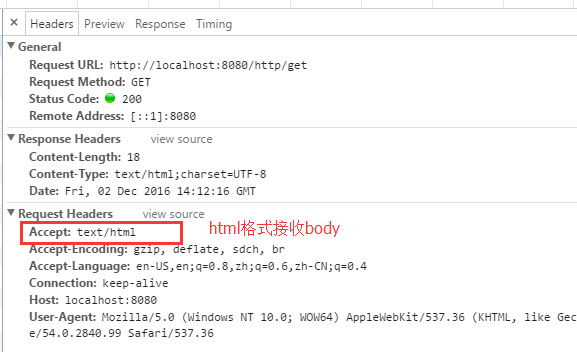 × Headers Preview Response Timing
▼ General
Request URL: http://localhost:8080/http/get
Request Method: GET
Status Code: 200
Remote Address: [::1]:8080
▼ Response Headers view source
Content-Length: 18
Content-Type: text/html;charset=UTF-8
Date: Fri, 02 Dec 2016 14:12:16 GMT
▼ Request Headers view source
Accept: text/html html格式接收body
Accept-Encoding: gzip, deflate, sdch, br
Accept-Language: en-US,en;q=0.8,zh;q=0.6,zh-CN;q=0.4
Connection: keep-alive
Host: localhost:8080
User-Agent: Mozilla/5.0 (Windows NT 10.0; WOW64) AppleWebKit/537.36 (KHTML, like Gec
e/54.0.2840.99 Safari/537.36